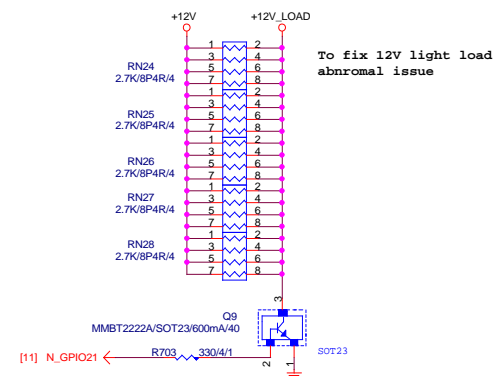 +12V +12V_LOAD
To fix 12V light load
abnromal issue
1 2
3 4
RN24
5 6
2.7K/8P4R/4
7 8
1 2
3 4
RN25
5 6
2.7K/8P4R/4
7 8
1 2
3 4
RN26
5 6
2.7K/8P4R/4
7 8
1 2
3 4
RN27
5 6
2.7K/8P4R/4
7 8
1 2
3 4
RN28
5 6
2.7K/8P4R/4
7 8
3
Q9
MMBT2222A/SOT23/600mA/40
SOT23
[11] N_GPIO21 R703 330/4/1
2 1